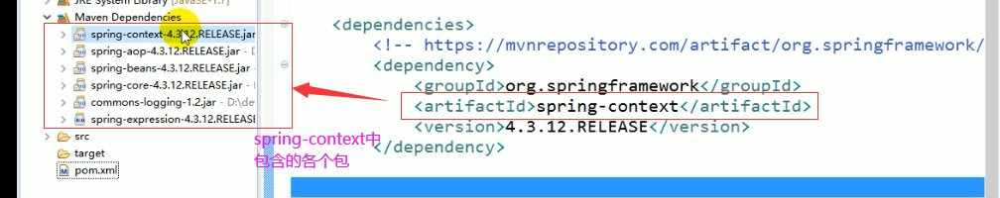 JRE System Library [JavaSE-1.7]
Maven Dependencies
spring-context-4.3.12.RELEASE.jar
spring-aop-4.3.12.RELEASE.jar - D
spring-beans-4.3.12.RELEASE.jar -
spring-core-4.3.12.RELEASE.jar -
commons-logging-1.2.jar - D:\de
spring-expression-4.3.12.RELEASE
src
target
pom.xml
spring-context中
包含的各个包
<dependencies>
<!-- https://mvnrepository.com/artifact/org.springframework/
<dependency>
<groupId>org.springframework</groupId>
<artifactId>spring-context</artifactId>
<version>4.3.12.RELEASE</version>
</dependency>